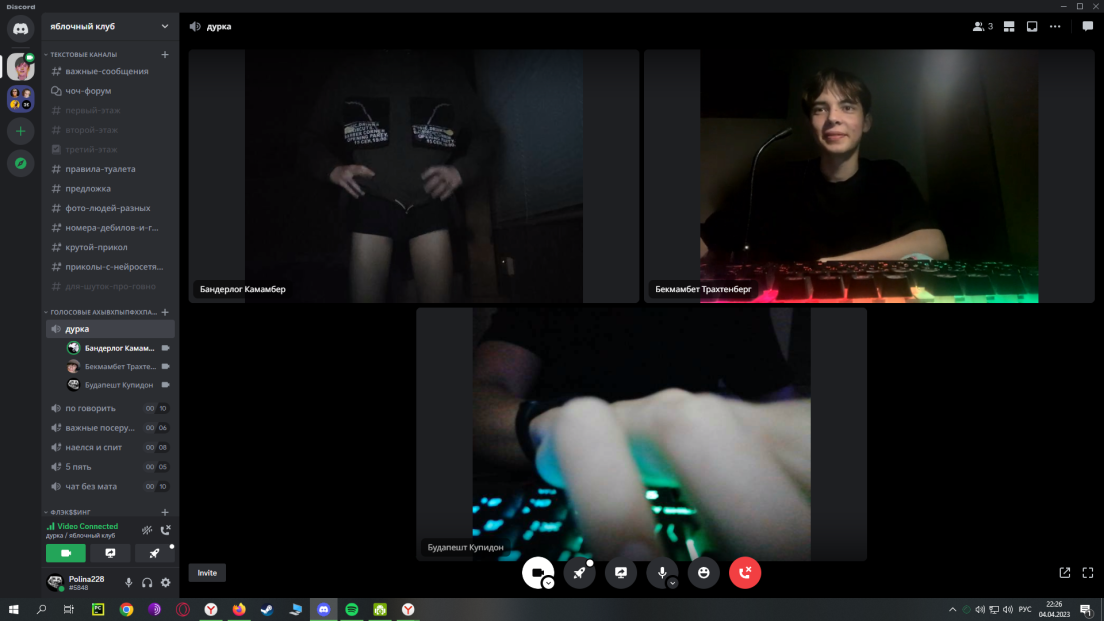 Discord
яблочный клуб
дурка
3
ТЕКСТОВЫЕ КАНАЛЫ
важные-сообщения
чоч-форум
первый-этаж
второй-этаж
третий-этаж
правила-туалета
предложка
фото-людей-разных
номера-дебилов-и-г...
крутой-прикол
приколы-с-нейросетя...
для-шуток-про-говно
ГОЛОСОВЫЕ АХЫВХПЫПФХХПА...
дурка
Бандерлог Камам...
Бекмамбет Трахте...
Будапешт Купидон
по говорить 00 10
важные посеру... 00 06
наелся и спит 00 08
5 пять 00 05
чат без мата 00 10
ФЛЭК$$ИНГ
Video Connected
дурка / яблочный клуб
Polina228
#5848
Бандерлог Камамбер
Бекмамбет Трахтенберг
Будапешт Купидон
Invite
PC
РУС
22:26
04.04.2023
1